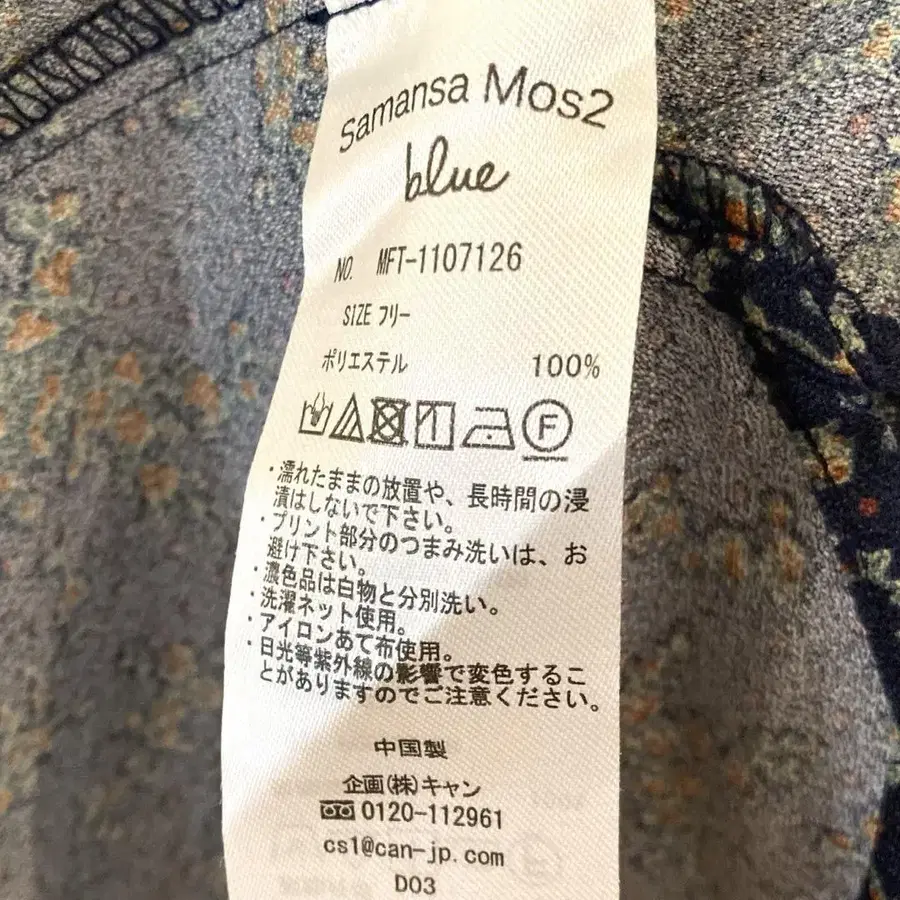 Samansa Mos2
blue
NO. MFT-1107126
SIZE フリー
ポリエステル 100%
F
・濡れたままの放置や、長時間の浸
漬はしないで下さい。
・プリント部分のつまみ洗いは、お
避け下さい。
・濃色品は白物と分別洗い。
・洗濯ネット使用。
・アイロンあて布使用。
・日光等紫外線の影響で変色するこ
とがありますのでご注意ください。
中国製
企画(株)キャン
0120-112961
cs1@can-jp.com
D03